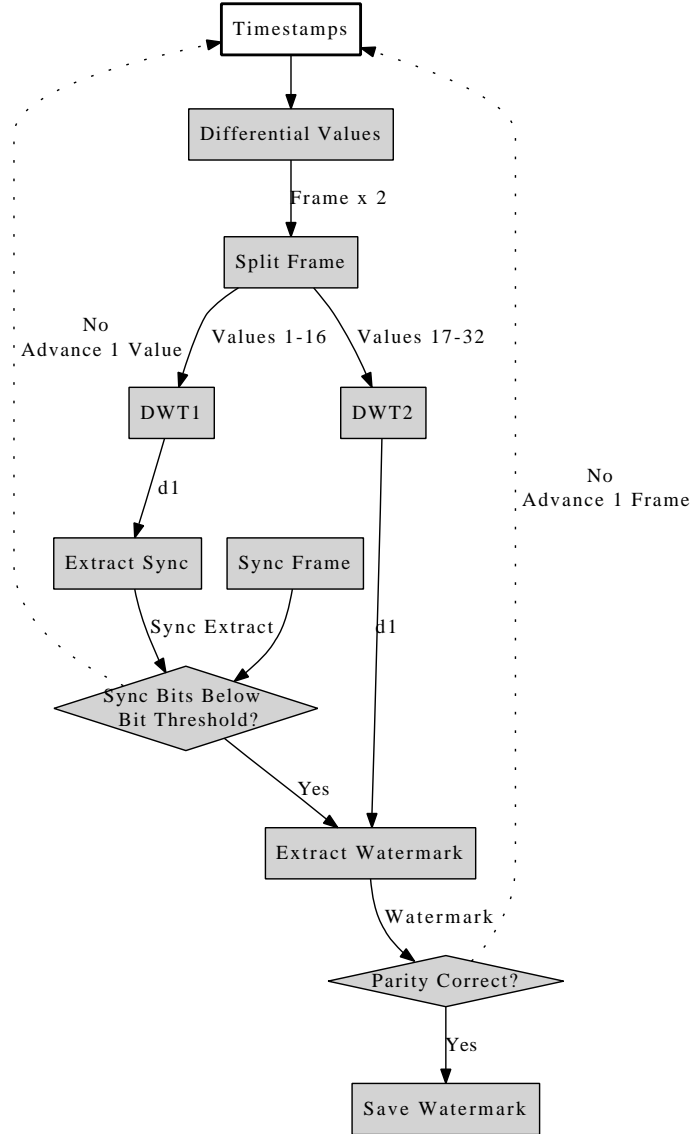 Timestamps
Differential Values
Frame x 2
Split Frame
No
Advance 1 Value
Values 1-16
Values 17-32
DWT1
DWT2
d1
No
Advance 1 Frame
Extract Sync
Sync Frame
Sync Extract
d1
Sync Bits Below
Bit Threshold?
Yes
Extract Watermark
Watermark
Parity Correct?
Yes
Save Watermark